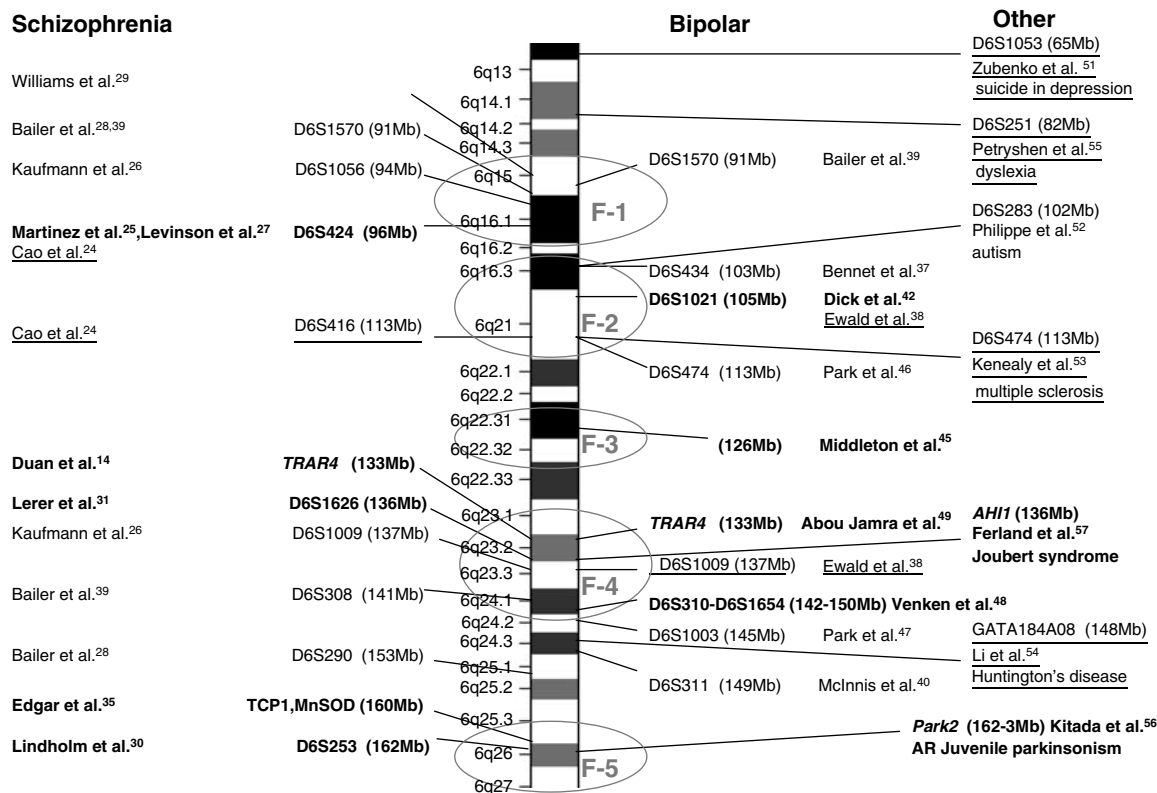 Schizophrenia
Williams et al.29
Bailer et al.28,39 D6S1570 (91Mb)
Kaufmann et al.26 D6S1056 (94Mb)
Martinez et al.25,Levinson et al.27 D6S424 (96Mb)
Cao et al.24
Cao et al.24 D6S416 (113Mb)
Duan et al.14 TRAR4 (133Mb)
Lerer et al.31 D6S1626 (136Mb)
Kaufmann et al.26 D6S1009 (137Mb)
Bailer et al.39 D6S308 (141Mb)
Bailer et al.28 D6S290 (153Mb)
Edgar et al.35 TCP1,MnSOD (160Mb)
Lindholm et al.30 D6S253 (162Mb)
6q13
6q14.1
6q14.2
6q14.3
6q15
6q16.1
6q16.2
6q16.3
6q21
6q22.1
6q22.2
6q22.31
6q22.32
6q22.33
6q23.1
6q23.2
6q23.3
6q24.1
6q24.2
6q24.3
6q25.1
6q25.2
6q25.3
6q26
6q27
F-1
F-2
F-3
F-4
F-5
Bipolar
D6S1570 (91Mb) Bailer et al.39
D6S434 (103Mb) Bennet et al.37
D6S1021 (105Mb) Dick et al.42
Ewald et al.38
D6S474 (113Mb) Park et al.46
(126Mb) Middleton et al.45
TRAR4 (133Mb) Abou Jamra et al.49
D6S1009 (137Mb) Ewald et al.38
D6S310-D6S1654 (142-150Mb) Venken et al.48
D6S1003 (145Mb) Park et al.47
D6S311 (149Mb) McInnis et al.40
Other
D6S1053 (65Mb)
Zubenko et al. 51
suicide in depression
D6S251 (82Mb)
Petryshen et al.55
dyslexia
D6S283 (102Mb)
Philippe et al.52
autism
D6S474 (113Mb)
Kenealy et al.53
multiple sclerosis
AHI1 (136Mb)
Ferland et al.57
Joubert syndrome
GATA184A08 (148Mb)
Li et al.54
Huntington's disease
Park2 (162-3Mb) Kitada et al.56
AR Juvenile parkinsonism